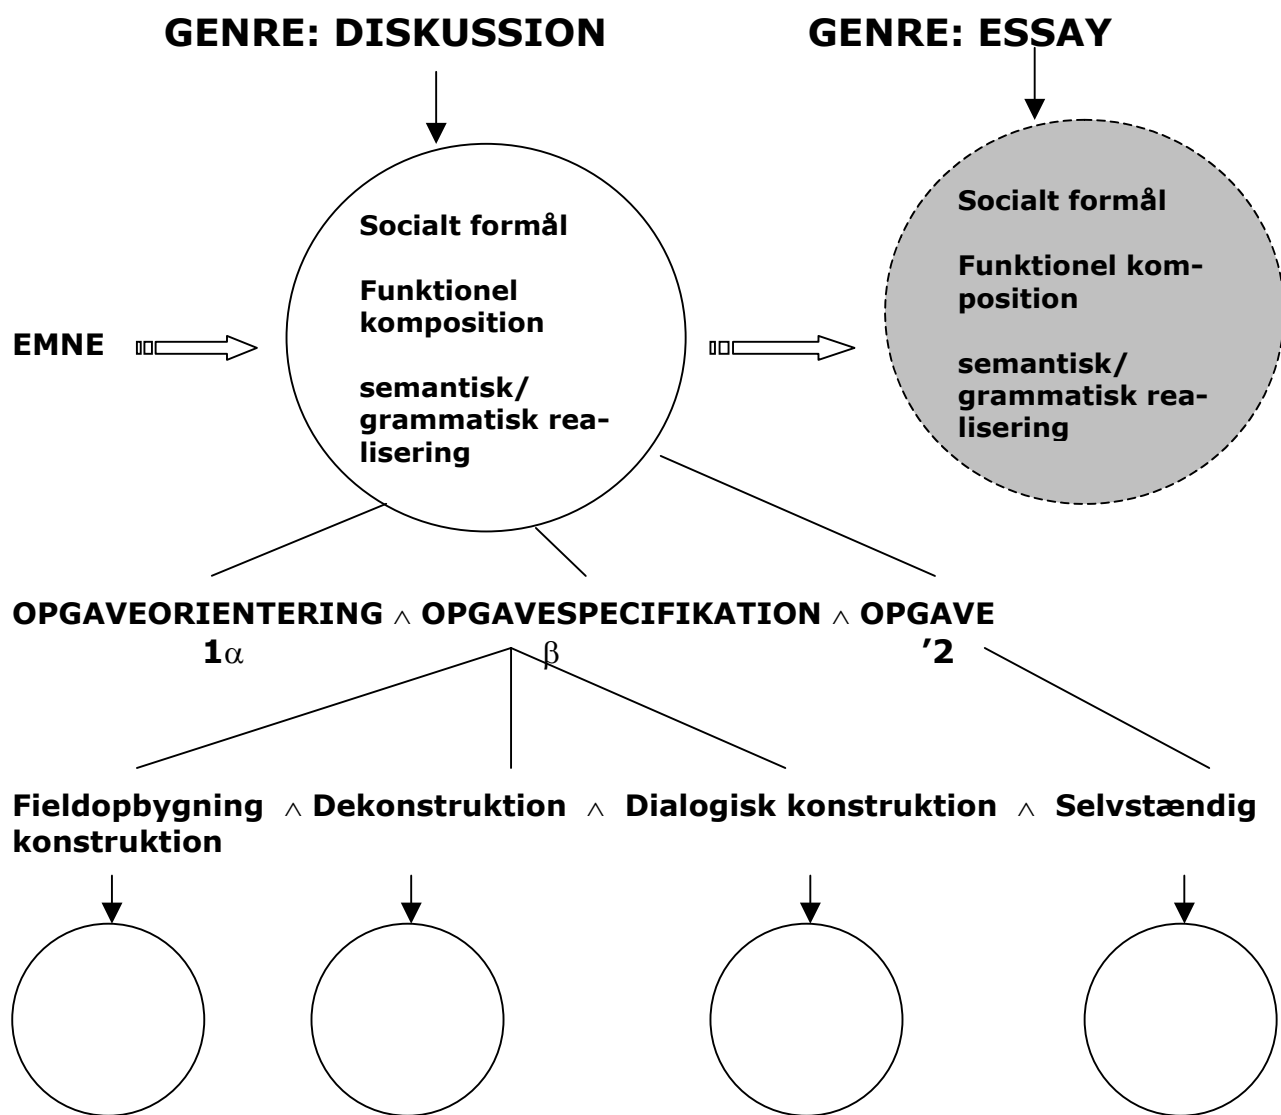 GENRE: DISKUSSION GENRE: ESSAY
Socialt formål
Funktionel
komposition
semantisk/
grammatisk rea-
lisering
Socialt formål
Funktionel kom-
position
semantisk/
grammatisk rea-
lisering
EMNE
OPGAVEORIENTERING ∧ OPGAVESPECIFIKATION ∧ OPGAVE
1α β ’2
Fieldopbygning ∧ Dekonstruktion ∧ Dialogisk konstruktion ∧ Selvstændig
konstruktion